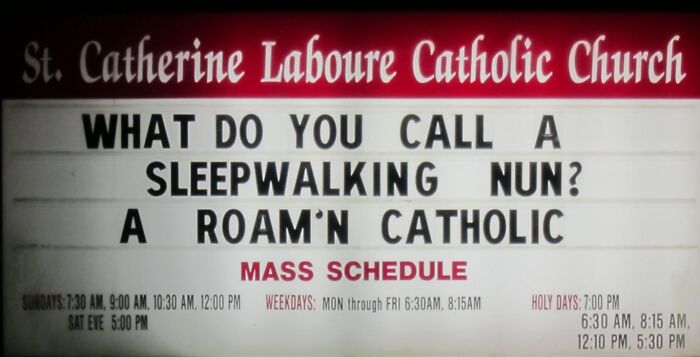 St. Catherine Laboure Catholic Church
WHAT DO YOU CALL A
SLEEPWALKING NUN?
A ROAM'N CATHOLIC
MASS SCHEDULE
SUNDAYS: 7:30 AM, 9:00 AM, 10:30 AM, 12:00 PM
SAT EVE 5:00 PM
WEEKDAYS: MON through FRI 6:30AM, 8:15AM
HOLY DAYS: 7:00 PM
6:30 AM, 8:15 AM,
12:10 PM, 5:30 PM